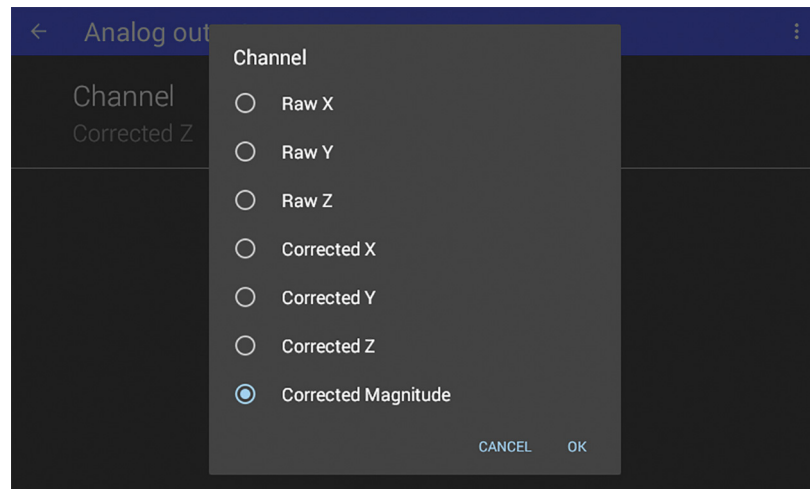 Analog out
Channel
Corrected Z
Channel
Raw X
Raw Y
Raw Z
Corrected X
Corrected Y
Corrected Z
Corrected Magnitude
CANCEL OK